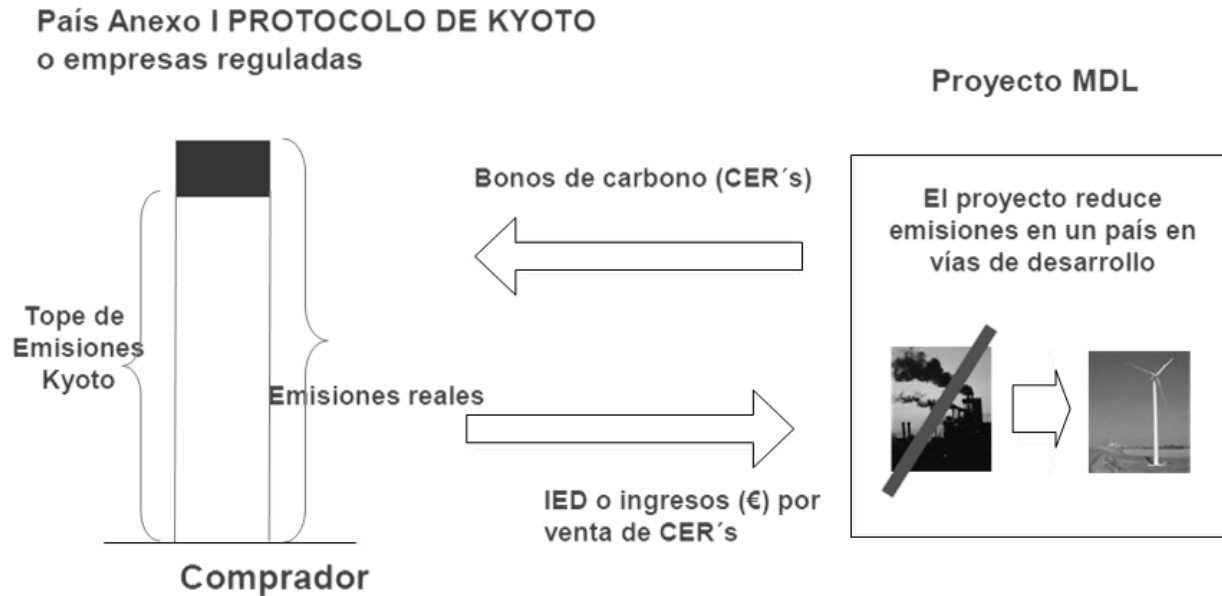 País Anexo I PROTOCOLO DE KYOTO
o empresas reguladas
Proyecto MDL
Bonos de carbono (CER´s)
El proyecto reduce
emisiones en un país en
vías de desarrollo
Tope de
Emisiones
Kyoto
Emisiones reales
IED o ingresos (€) por
venta de CER´s
Comprador